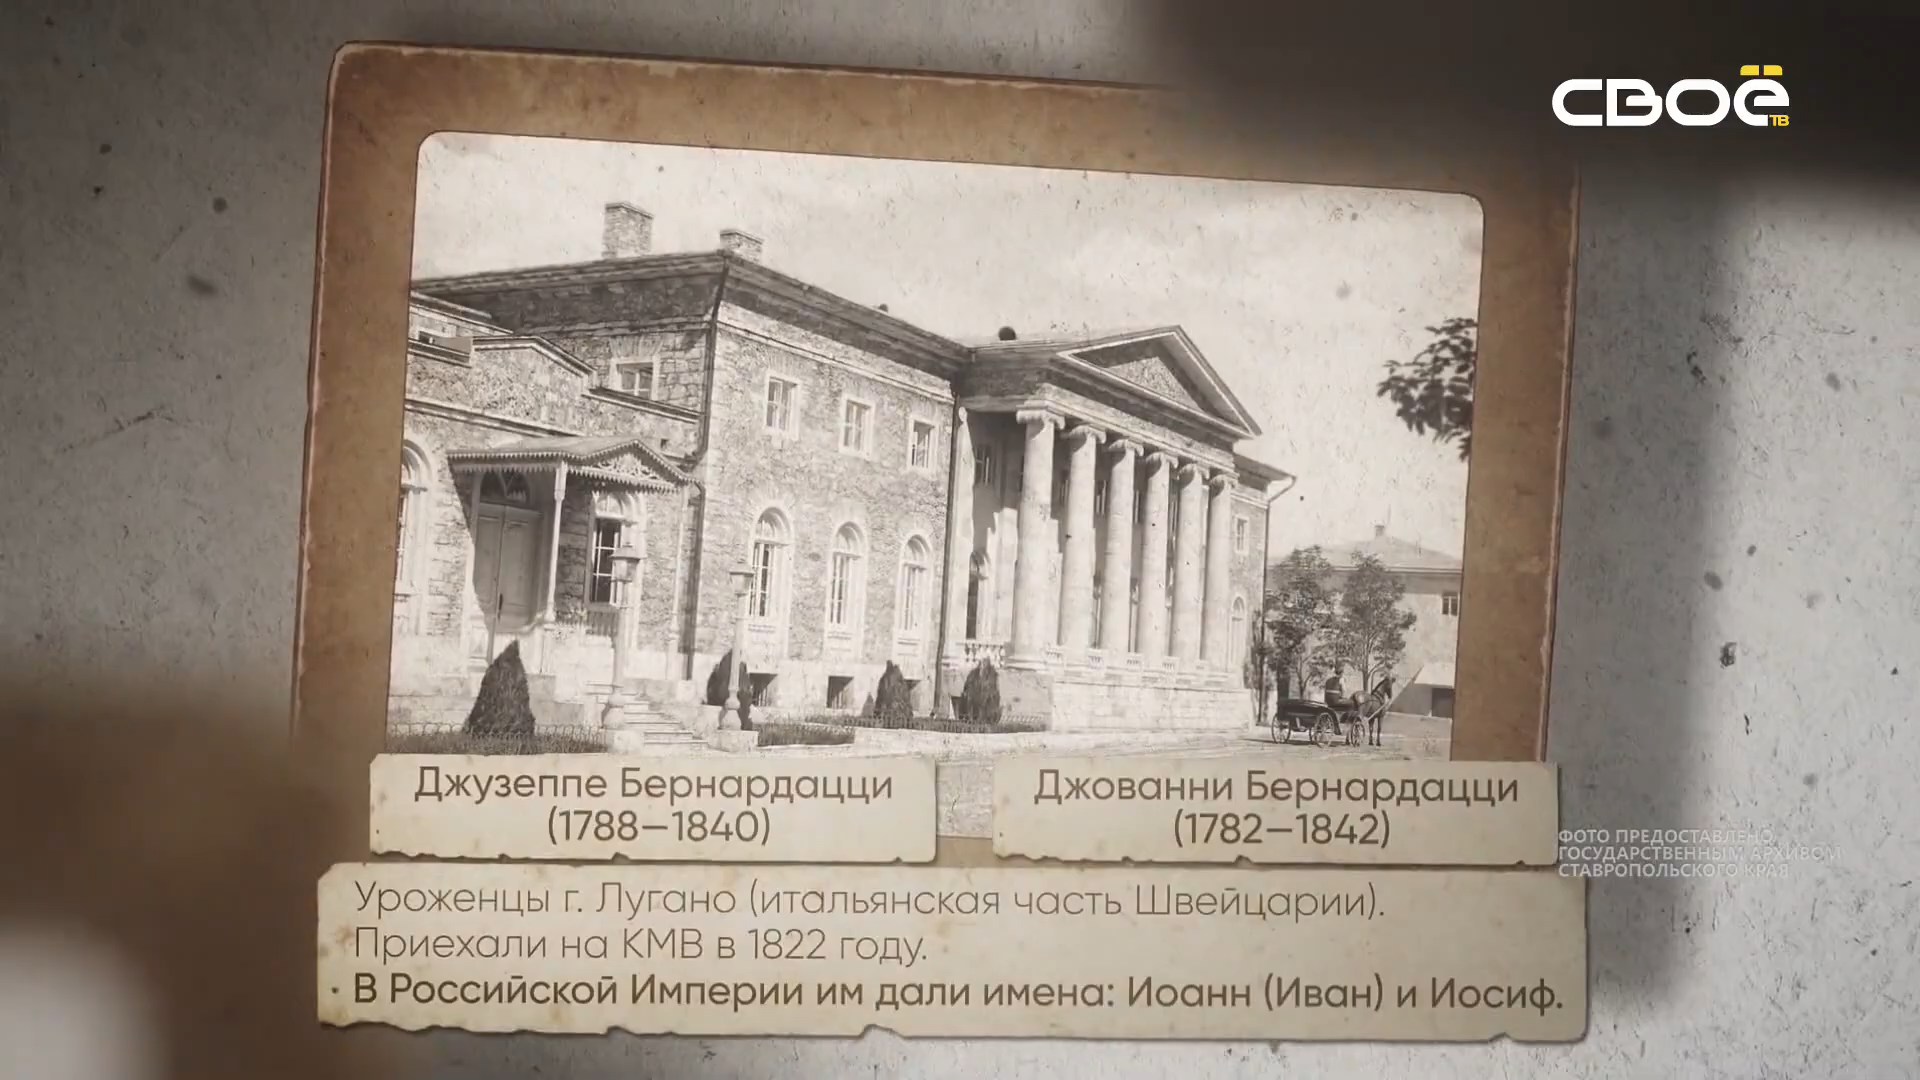 СВОЁ
ТВ
Джузеппе Бернардацци
(1788–1840)
Джованни Бернардацци
(1782–1842)
ФОТО ПРЕДОСТАВЛЕНО
ГОСУДАРСТВЕННЫМ АРХИВОМ
СТАВРОПОЛЬСКОГО КРАЯ
Уроженцы г. Лугано (итальянская часть Швейцарии).
Приехали на КМВ в 1822 году.
В Российской Империи им дали имена: Иоанн (Иван) и Иосиф.